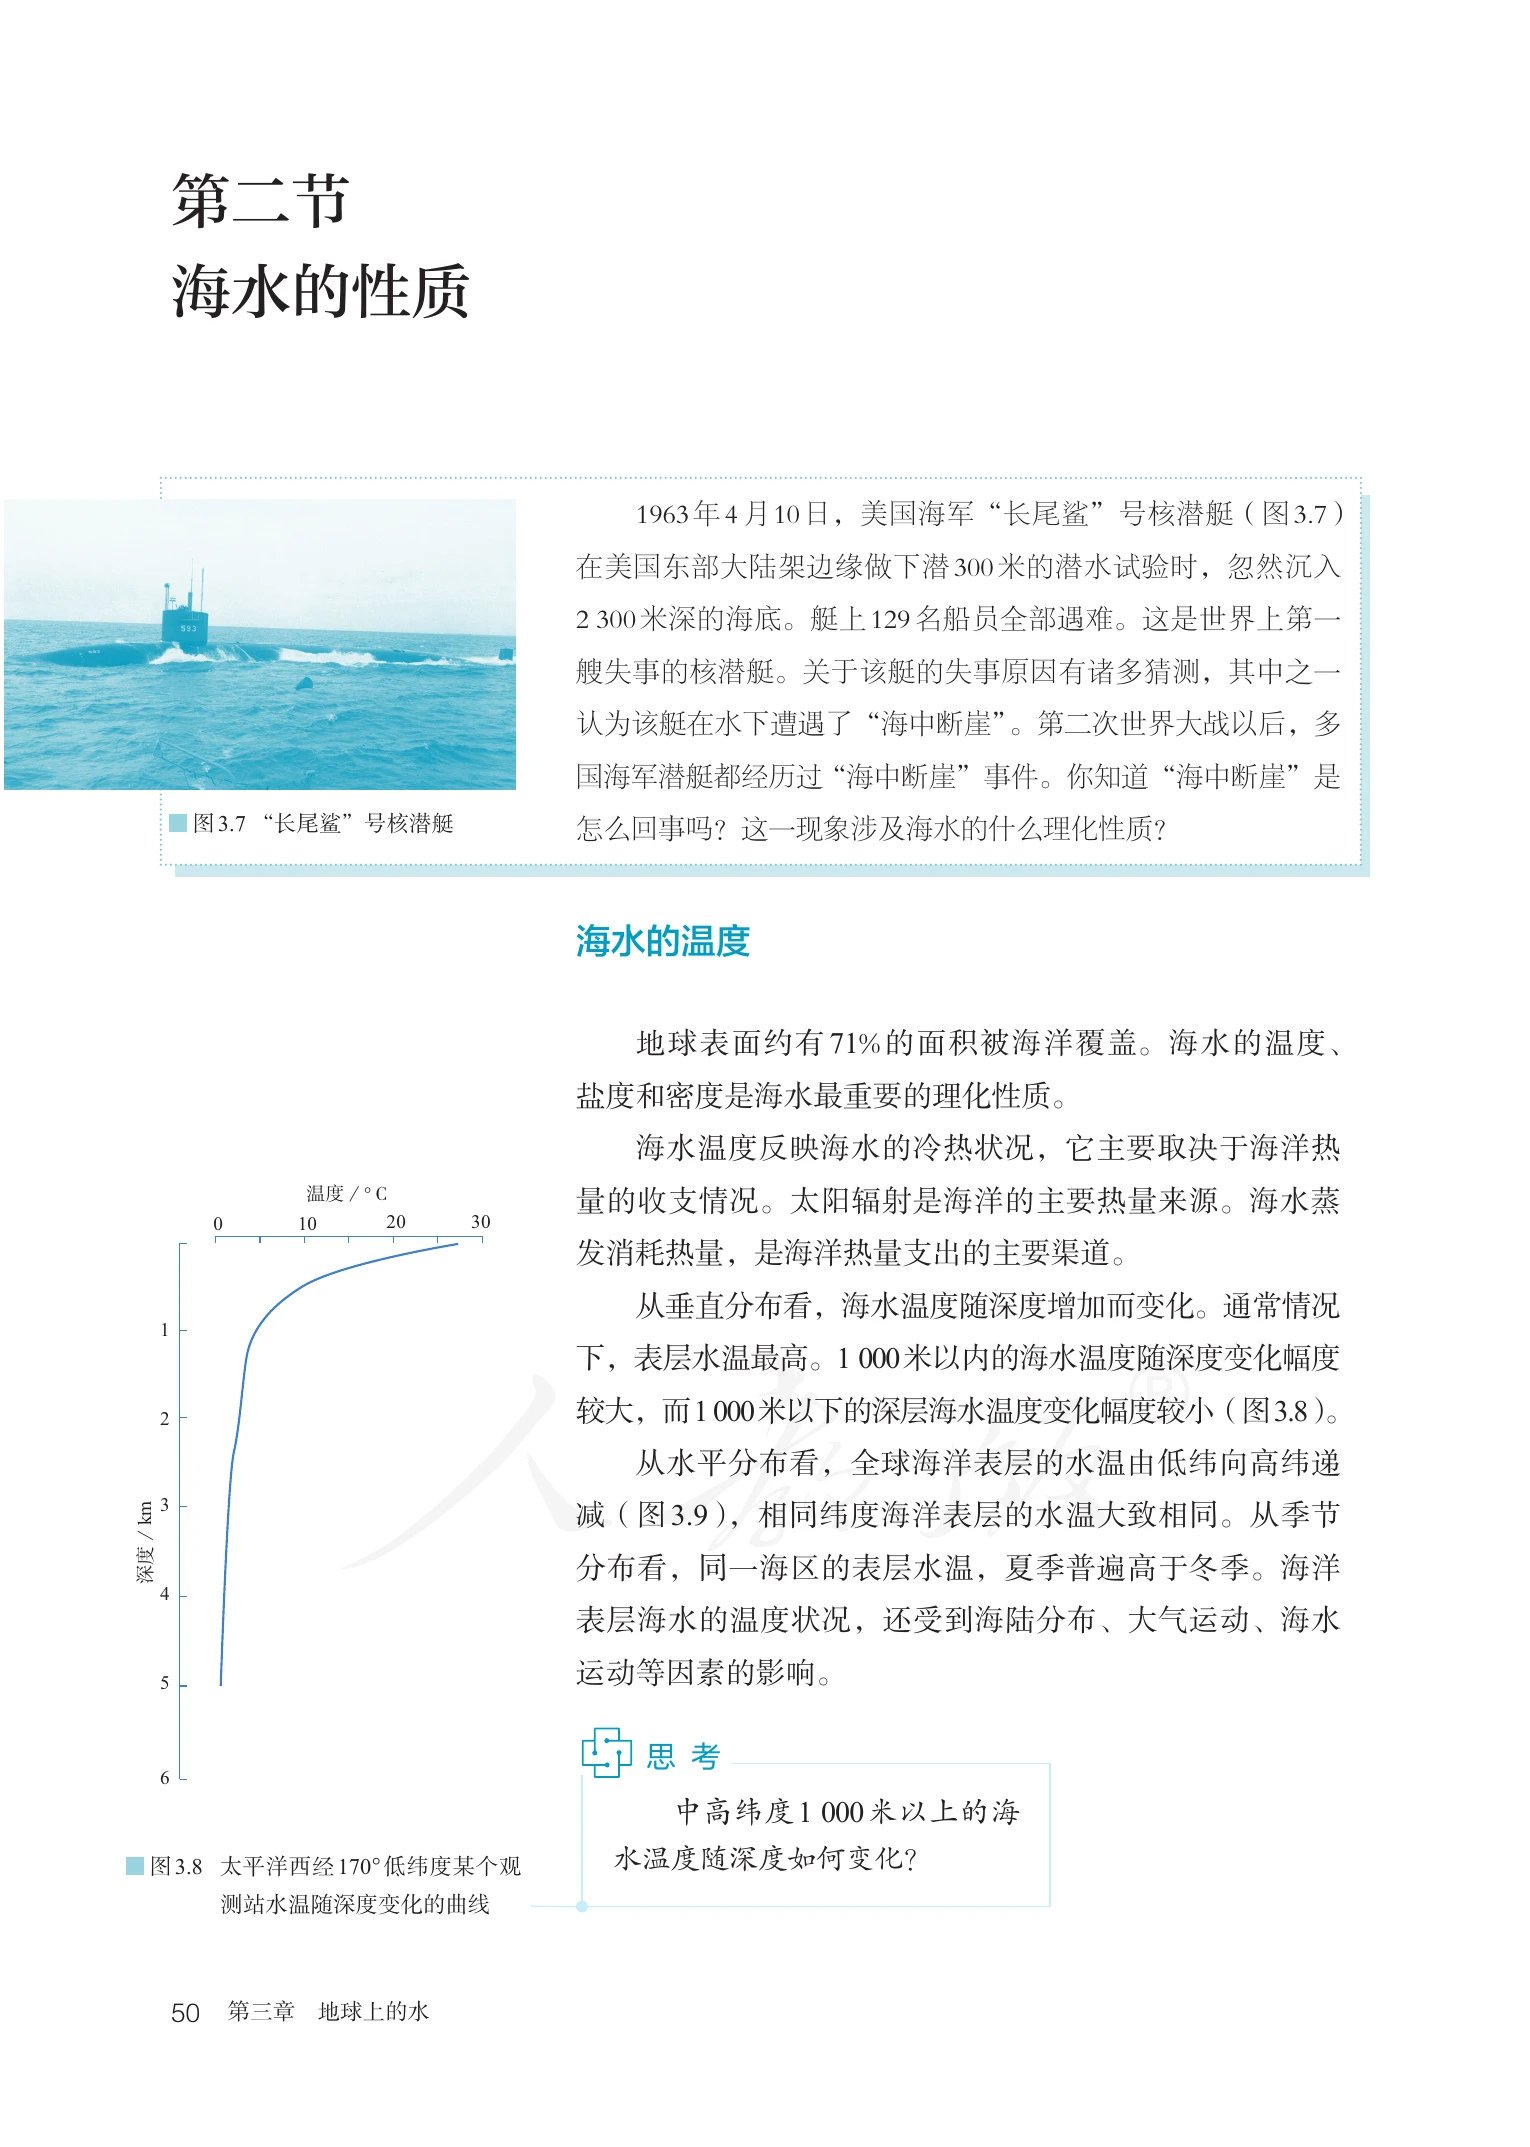 第二节
海水的性质
593
图3.7 “长尾鲨”号核潜艇
1963年4月10日，美国海军“长尾鲨”号核潜艇（图3.7）
在美国东部大陆架边缘做下潜300米的潜水试验时，忽然沉入
2 300米深的海底。艇上129名船员全部遇难。这是世界上第一
艘失事的核潜艇。关于该艇的失事原因有诸多猜测，其中之一
认为该艇在水下遭遇了“海中断崖”。第二次世界大战以后，多
国海军潜艇都经历过“海中断崖”事件。你知道“海中断崖”是
怎么回事吗？这一现象涉及海水的什么理化性质？
海水的温度
地球表面约有71%的面积被海洋覆盖。海水的温度、
盐度和密度是海水最重要的理化性质。
海水温度反映海水的冷热状况，它主要取决于海洋热
量的收支情况。太阳辐射是海洋的主要热量来源。海水蒸
发消耗热量，是海洋热量支出的主要渠道。
从垂直分布看，海水温度随深度增加而变化。通常情况
下，表层水温最高。1 000米以内的海水温度随深度变化幅度
较大，而1 000米以下的深层海水温度变化幅度较小（图3.8）。
从水平分布看，全球海洋表层的水温由低纬向高纬递
减（图3.9），相同纬度海洋表层的水温大致相同。从季节
分布看，同一海区的表层水温，夏季普遍高于冬季。海洋
表层海水的温度状况，还受到海陆分布、大气运动、海水
运动等因素的影响。
人教版®
温度 / °C
0 10 20 30
1
2
3
4
5
6
深度 / km
图3.8 太平洋西经170°低纬度某个观
测站水温随深度变化的曲线
思考
中高纬度1 000米以上的海
水温度随深度如何变化？
50 第三章 地球上的水